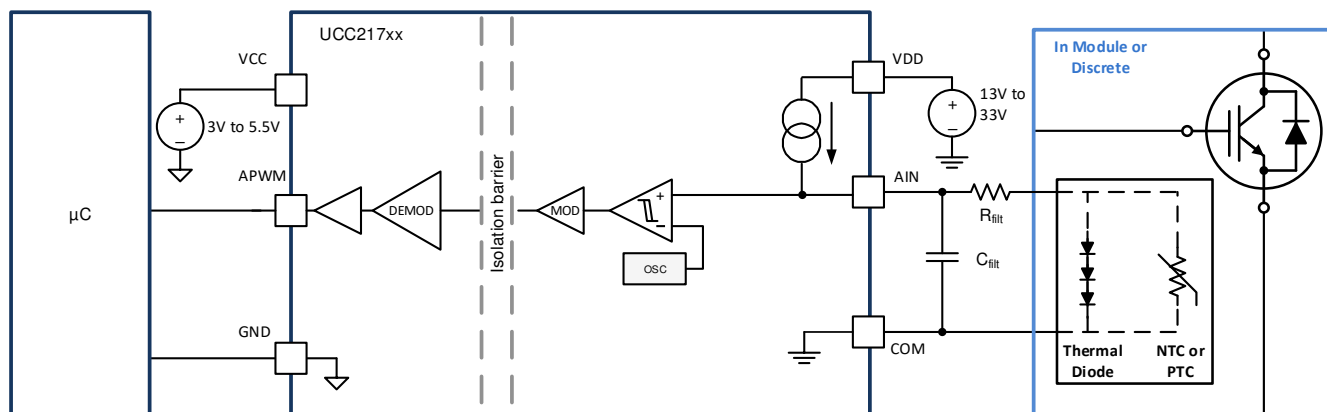 UCC217xx
In Module or
Discrete
VCC
VDD
+
3V to 5.5V
−
+
13V to
33V
−
APWM
AIN
µC
DEMOD
Isolation barrier
MOD
+
−
OSC
Rfilt
Cfilt
GND
COM
Thermal
Diode
NTC or
PTC